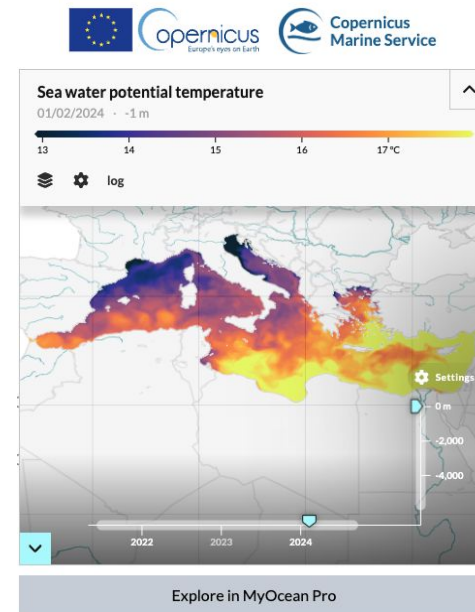 opernicus
Europe's eyes on Earth
Copernicus
Marine Service
Sea water potential temperature
01/02/2024 · -1 m
13 14 15 16 17 °C
log
Settings
0 m
-2,000
-4,000
2022 2023 2024
Explore in MyOcean Pro